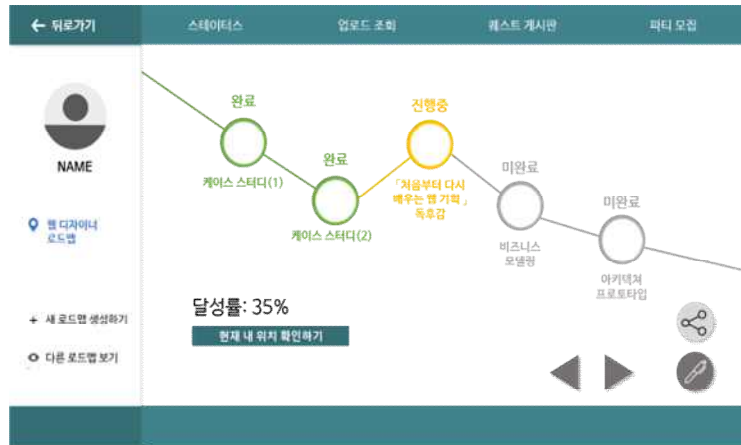 뒤로가기
스테이터스
업로드 조회
퀘스트 게시판
파티 모집
NAME
웹 디자이너
로드맵
+ 새 로드맵 생성하기
다른 로드맵 보기
완료
케이스 스터디(1)
완료
케이스 스터디(2)
진행중
「처음부터 다시
배우는 웹 기획」
독후감
미완료
비즈니스
모델링
미완료
아키텍쳐
프로토타입
달성률: 35%
현재 내 위치 확인하기